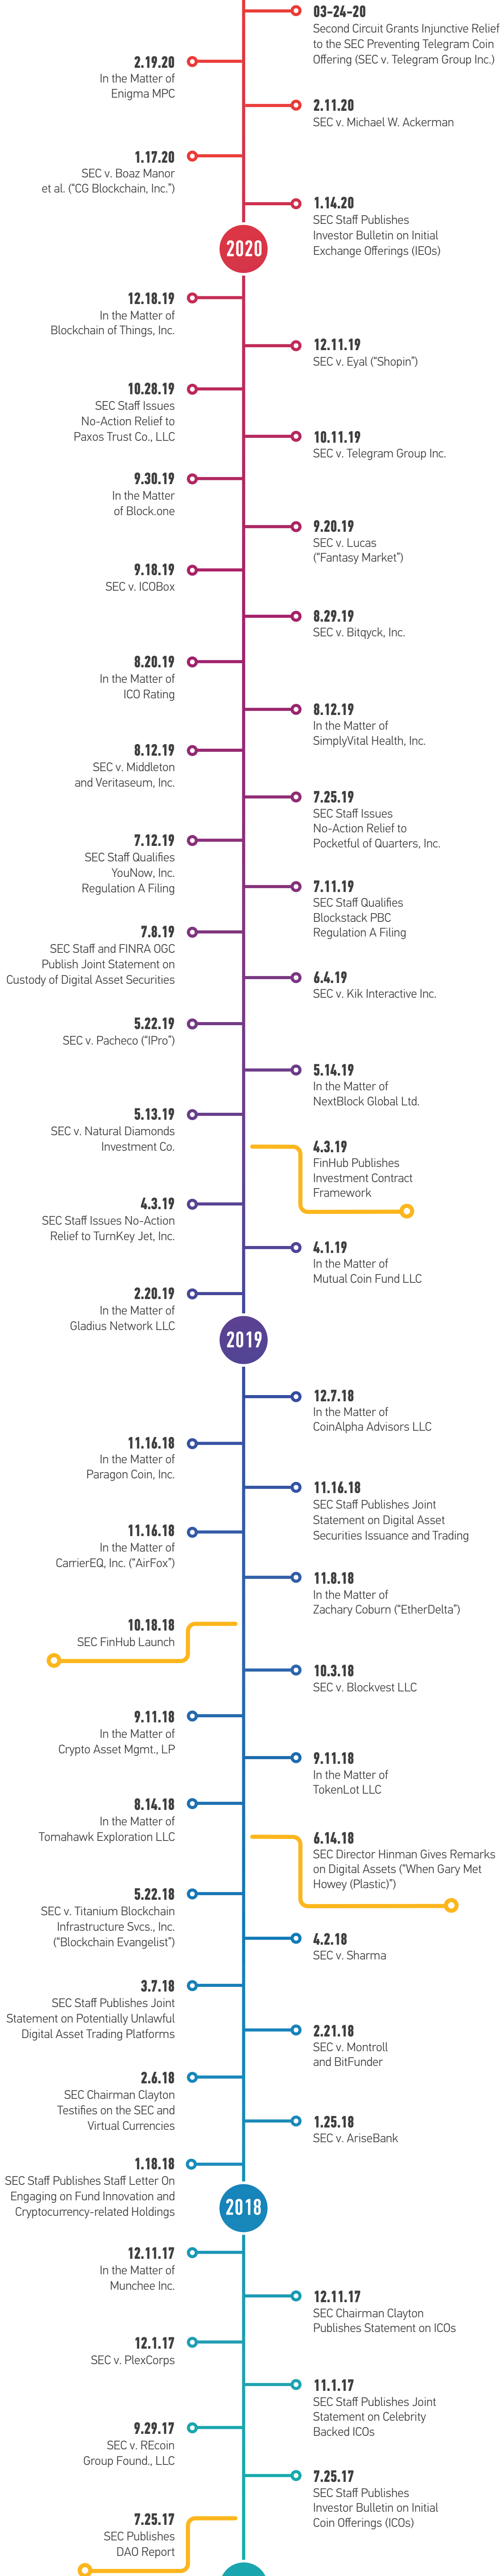 03-24-20
Second Circuit Grants Injunctive Relief
to the SEC Preventing Telegram Coin
Offering (SEC v. Telegram Group Inc.)
2.19.20
In the Matter of
Enigma MPC
2.11.20
SEC v. Michael W. Ackerman
1.17.20
SEC v. Boaz Manor
et al. (“CG Blockchain, Inc.”)
1.14.20
SEC Staff Publishes
Investor Bulletin on Initial
Exchange Offerings (IEOs)
2020
12.18.19
In the Matter of
Blockchain of Things, Inc.
12.11.19
SEC v. Eyal (“Shopin”)
10.28.19
SEC Staff Issues
No-Action Relief to
Paxos Trust Co., LLC
10.11.19
SEC v. Telegram Group Inc.
9.30.19
In the Matter
of Block.one
9.20.19
SEC v. Lucas
(“Fantasy Market”)
9.18.19
SEC v. ICOBox
8.29.19
SEC v. Bitqyck, Inc.
8.20.19
In the Matter of
ICO Rating
8.12.19
In the Matter of
SimplyVital Health, Inc.
8.12.19
SEC v. Middleton
and Veritaseum, Inc.
7.25.19
SEC Staff Issues
No-Action Relief to
Pocketful of Quarters, Inc.
7.12.19
SEC Staff Qualifies
YouNow, Inc.
Regulation A Filing
7.11.19
SEC Staff Qualifies
Blockstack PBC
Regulation A Filing
7.8.19
SEC Staff and FINRA OGC
Publish Joint Statement on
Custody of Digital Asset Securities
6.4.19
SEC v. Kik Interactive Inc.
5.22.19
SEC v. Pacheco (“IPro”)
5.14.19
In the Matter of
NextBlock Global Ltd.
5.13.19
SEC v. Natural Diamonds
Investment Co.
4.3.19
FinHub Publishes
Investment Contract
Framework
4.3.19
SEC Staff Issues No-Action
Relief to TurnKey Jet, Inc.
4.1.19
In the Matter of
Mutual Coin Fund LLC
2.20.19
In the Matter of
Gladius Network LLC
2019
12.7.18
In the Matter of
CoinAlpha Advisors LLC
11.16.18
In the Matter of
Paragon Coin, Inc.
11.16.18
SEC Staff Publishes Joint
Statement on Digital Asset
Securities Issuance and Trading
11.16.18
In the Matter of
CarrierEQ, Inc. (“AirFox”)
11.8.18
In the Matter of
Zachary Coburn (“EtherDelta”)
10.18.18
SEC FinHub Launch
10.3.18
SEC v. Blockvest LLC
9.11.18
In the Matter of
Crypto Asset Mgmt., LP
9.11.18
In the Matter of
TokenLot LLC
8.14.18
In the Matter of
Tomahawk Exploration LLC
6.14.18
SEC Director Hinman Gives Remarks
on Digital Assets (“When Gary Met
Howey (Plastic)”)
5.22.18
SEC v. Titanium Blockchain
Infrastructure Svcs., Inc.
(“Blockchain Evangelist”)
4.2.18
SEC v. Sharma
3.7.18
SEC Staff Publishes Joint
Statement on Potentially Unlawful
Digital Asset Trading Platforms
2.21.18
SEC v. Montroll
and BitFunder
2.6.18
SEC Chairman Clayton
Testifies on the SEC and
Virtual Currencies
1.25.18
SEC v. AriseBank
1.18.18
SEC Staff Publishes Staff Letter On
Engaging on Fund Innovation and
Cryptocurrency-related Holdings
2018
12.11.17
In the Matter of
Munchee Inc.
12.11.17
SEC Chairman Clayton
Publishes Statement on ICOs
12.1.17
SEC v. PlexCorps
11.1.17
SEC Staff Publishes Joint
Statement on Celebrity
Backed ICOs
9.29.17
SEC v. REcoin
Group Found., LLC
7.25.17
SEC Staff Publishes
Investor Bulletin on Initial
Coin Offerings (ICOs)
7.25.17
SEC Publishes
DAO Report